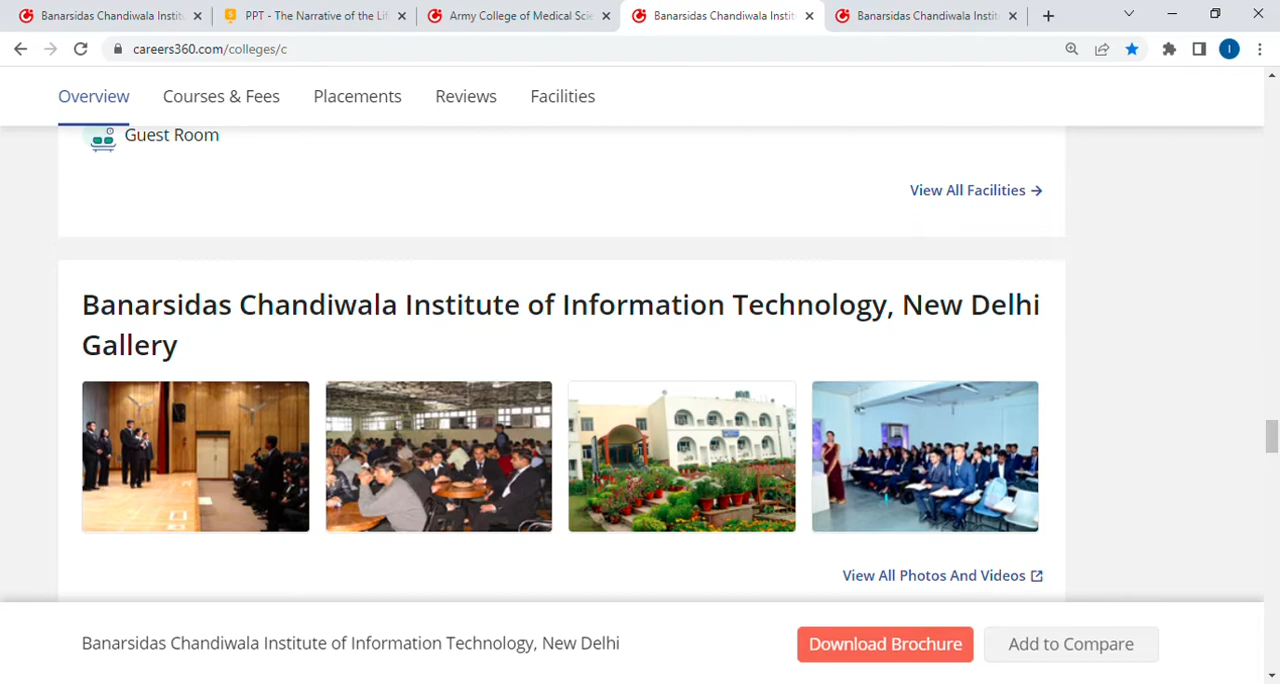 Banarsidas Chandiwala Instit
PPT - The Narrative of the Lif
Army College of Medical Scie
Banarsidas Chandiwala Instit
Banarsidas Chandiwala Instit
careers360.com/colleges/c
I
Overview Courses & Fees Placements Reviews Facilities
Guest Room
View All Facilities →
Banarsidas Chandiwala Institute of Information Technology, New Delhi
Gallery
View All Photos And Videos
Banarsidas Chandiwala Institute of Information Technology, New Delhi
Download Brochure
Add to Compare